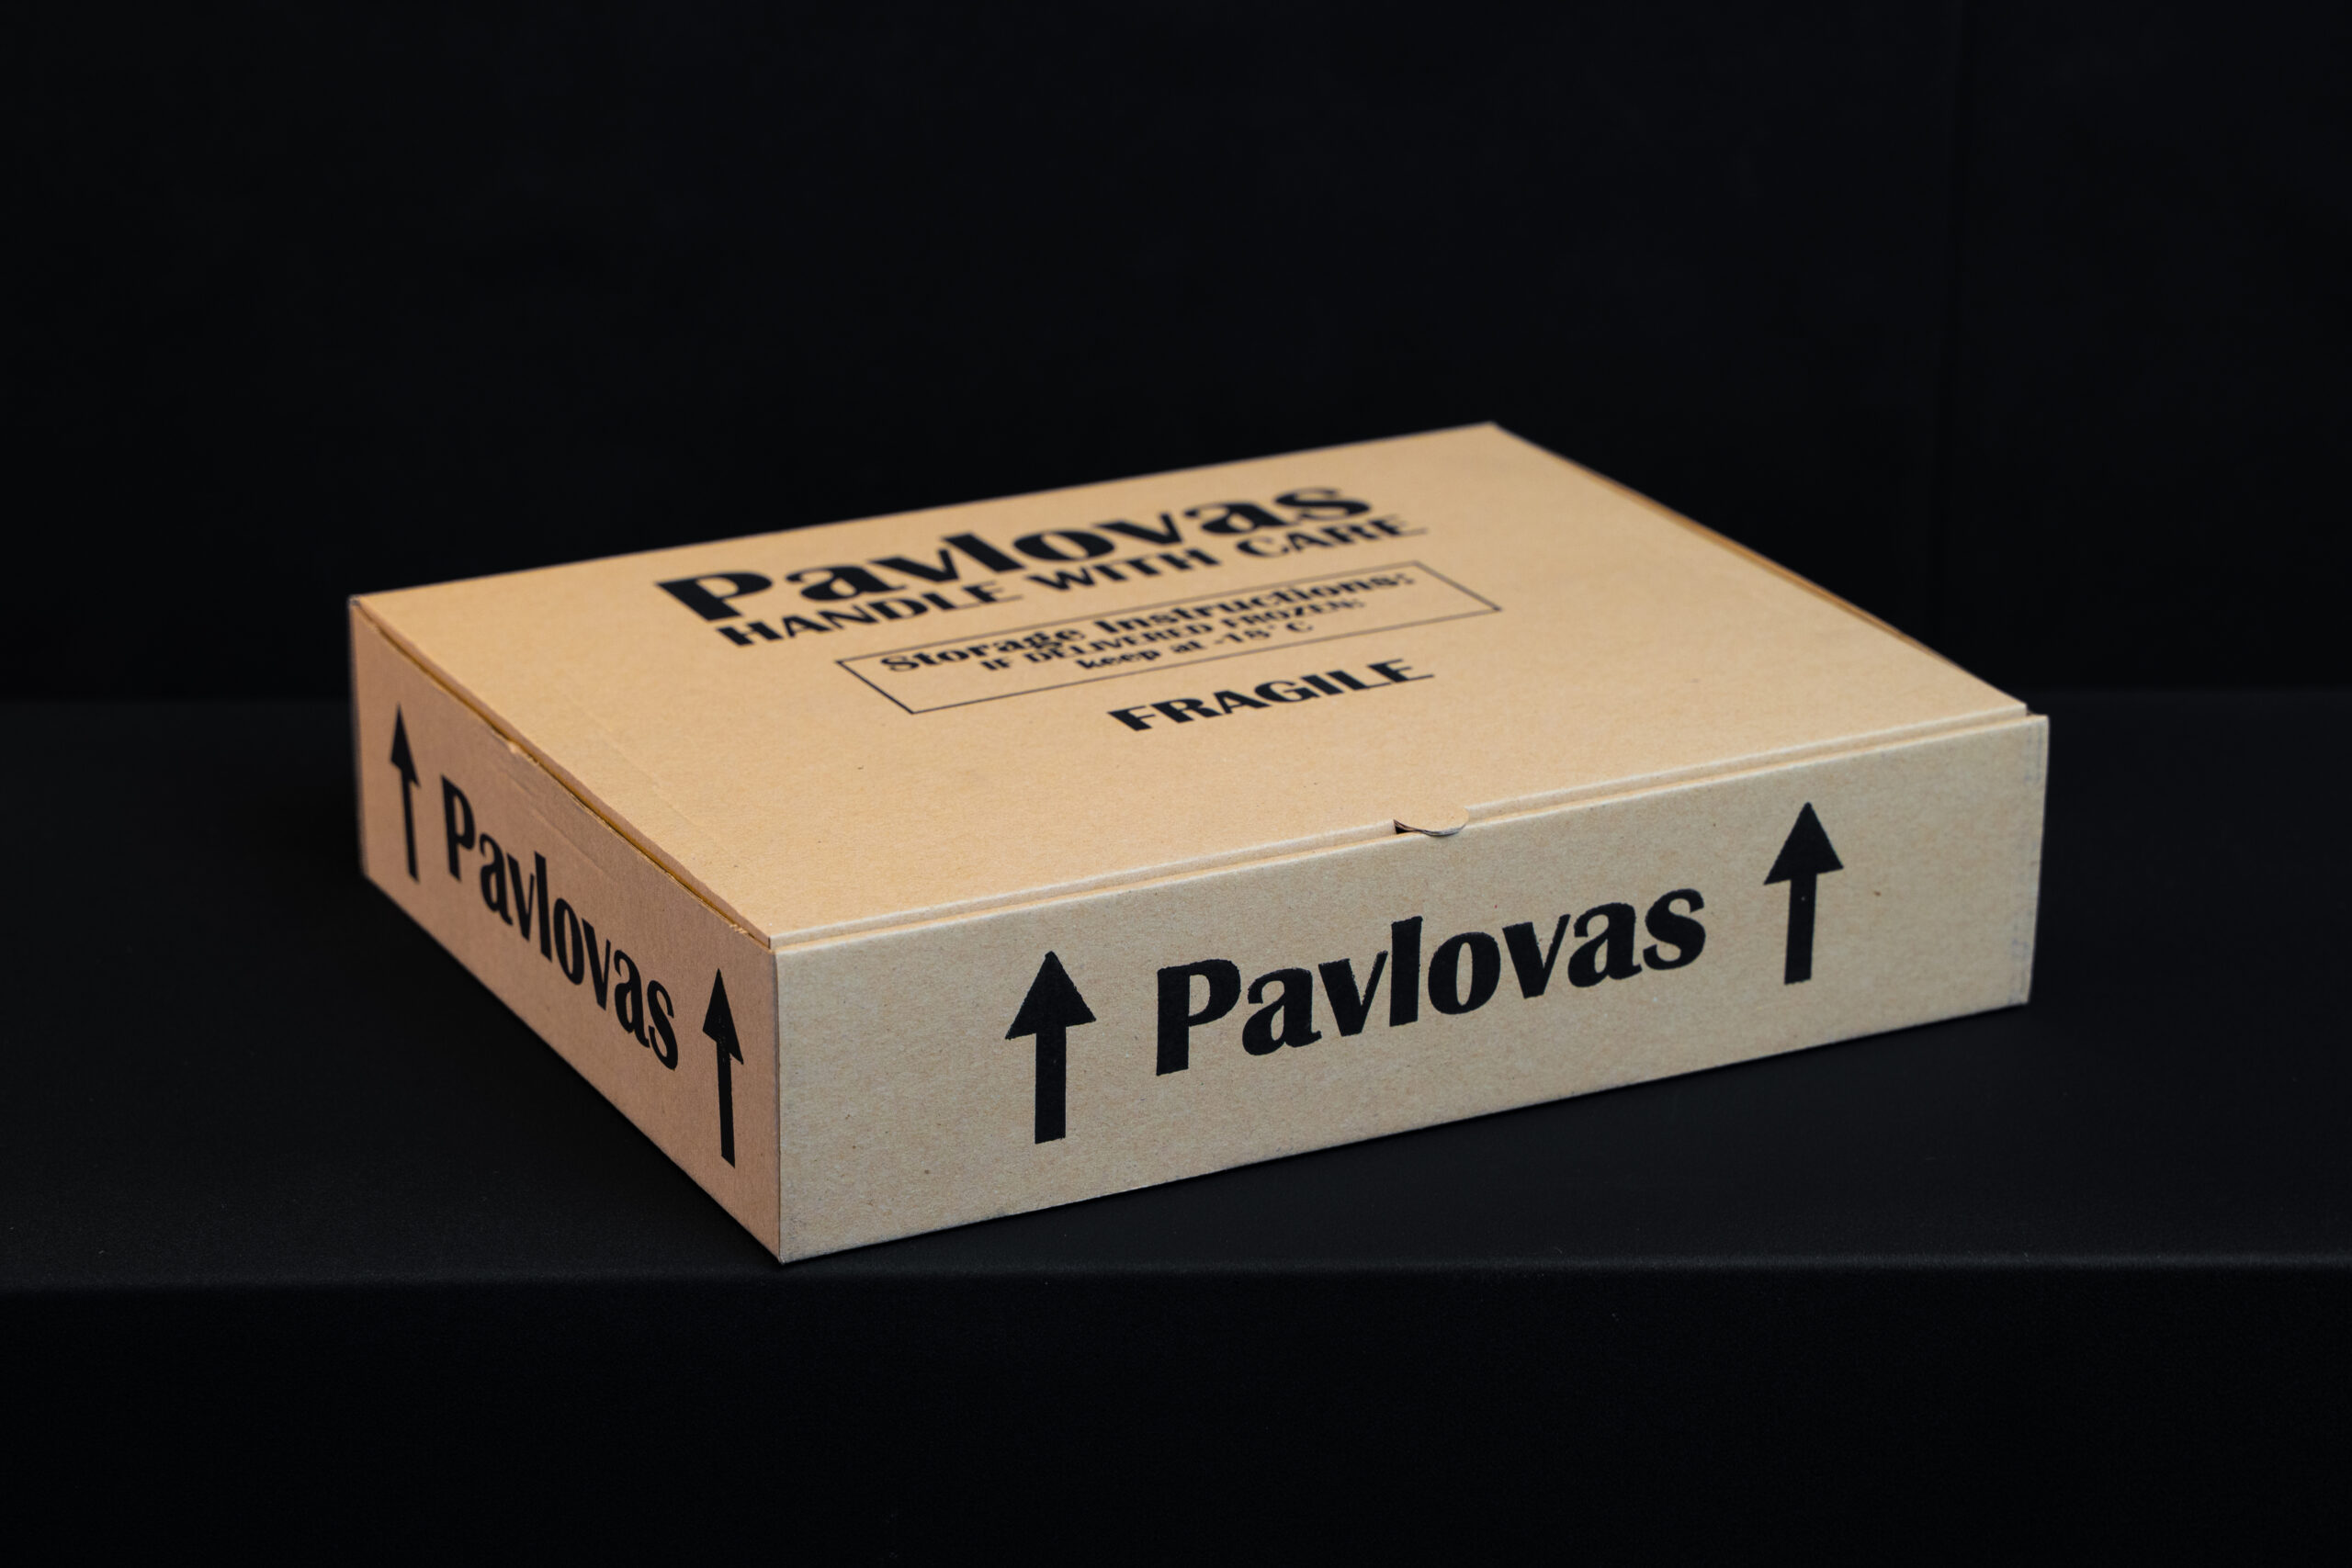 Pavlovas
HANDLE WITH CARE
Storage Instructions:
IF DELIVERED FROZEN:
keep at -18° C
FRAGILE
Pavlovas
Pavlovas